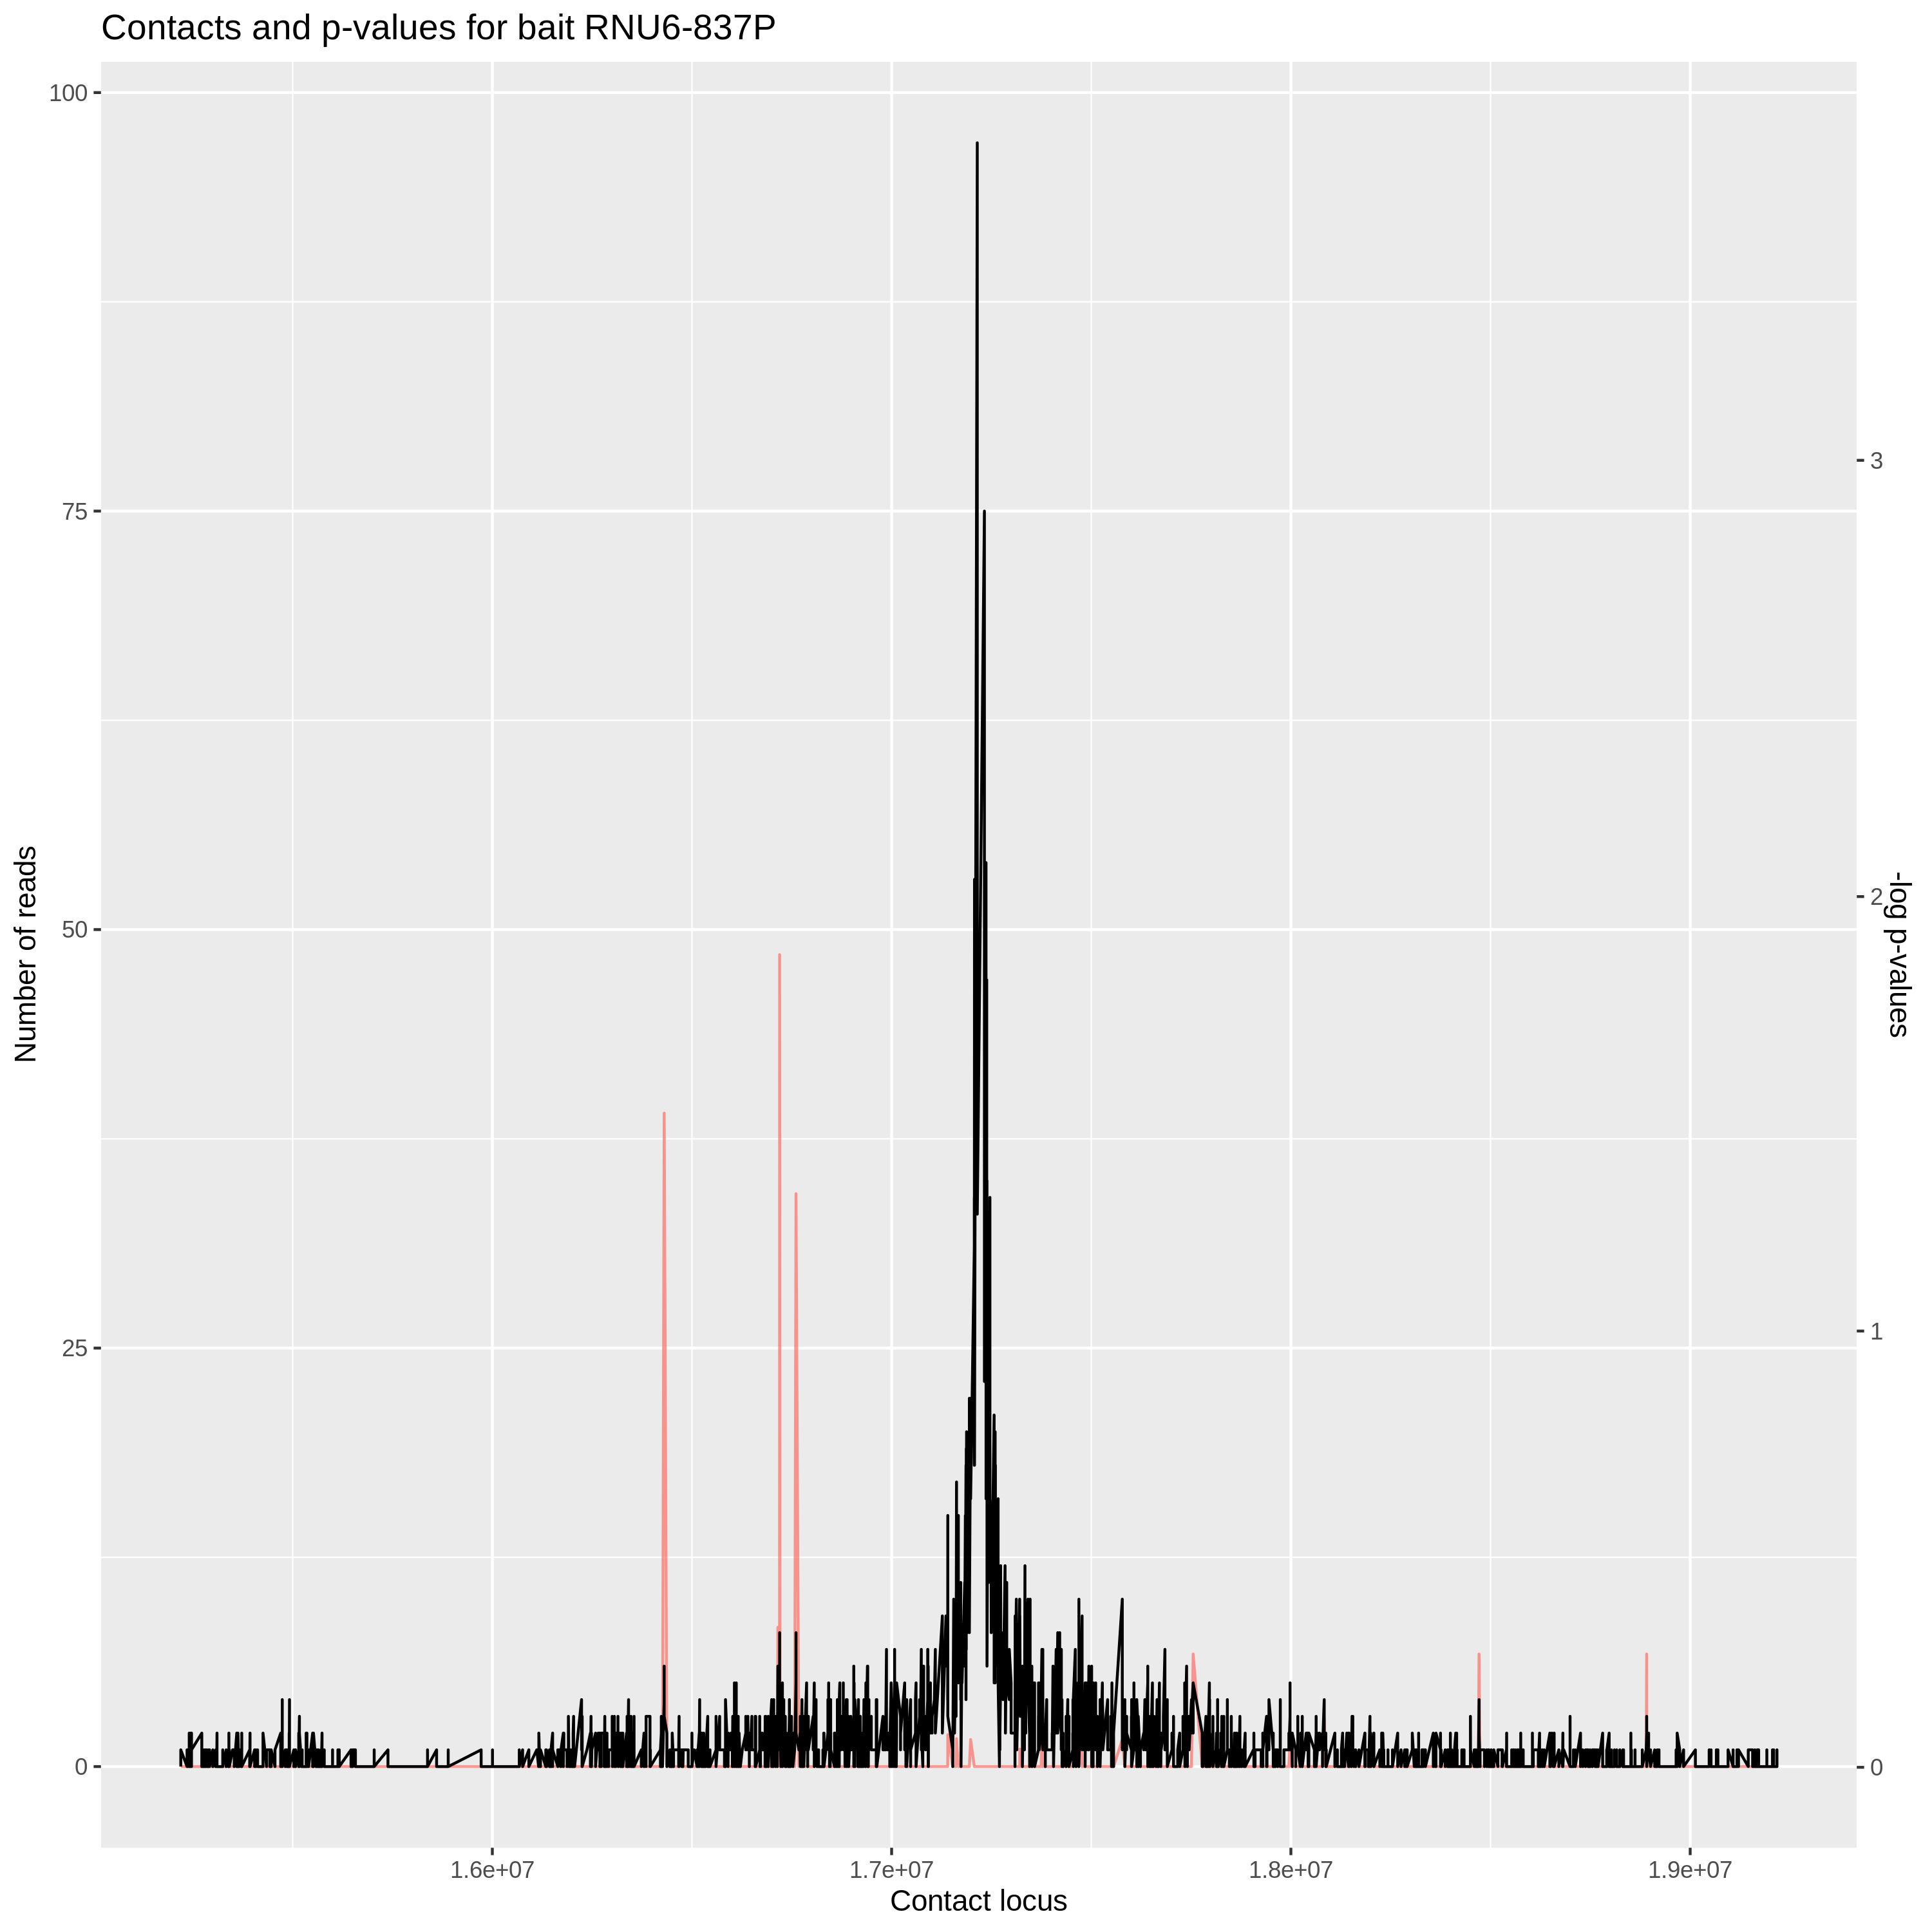 Contacts and p-values for bait RNU6-837P
100
75
50
25
0
Number of reads
3
2
1
0
-log p-values
1.6e+07
1.7e+07
1.8e+07
1.9e+07
Contact locus